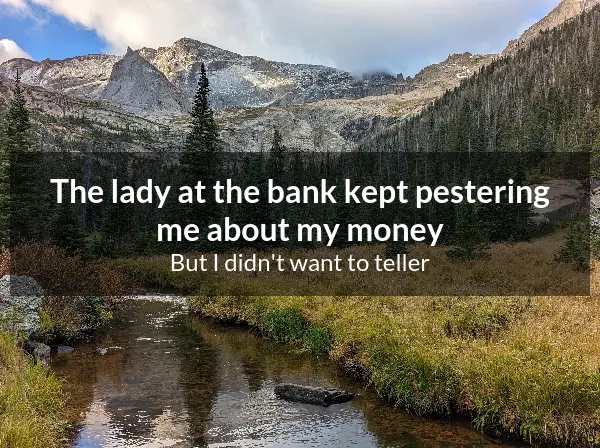 The lady at the bank kept pestering
me about my money
But I didn't want to teller